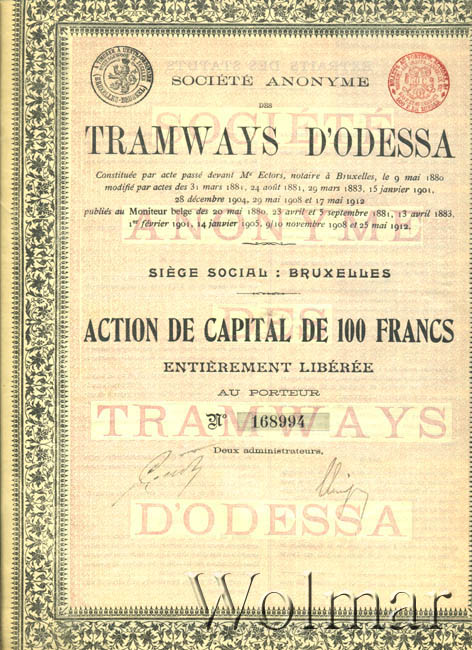 SOCIÉTÉ ANONYME
DES
TRAMWAYS D'ODESSA
Constituée par acte passé devant Me Ectors, notaire à Bruxelles, le 9 mai 1880
modifié par actes des 31 mars 1881, 24 août 1881, 29 mars 1883, 15 janvier 1901,
28 décembre 1904, 29 mai 1908 et 17 mai 1912
publiés au Moniteur belge des 20 mai 1880, 23 avril et 5 septembre 1881, 13 avril 1883,
1er février 1901, 14 janvier 1905, 9/10 novembre 1908 et 25 mai 1912.
SIÈGE SOCIAL : BRUXELLES
ACTION DE CAPITAL DE 100 FRANCS
ENTIÈREMENT LIBÉRÉE
AU PORTEUR
No 168994
Deux administrateurs,
SOCIÉTÉ
ANONYME
DES
TRAMWAYS
D'ODESSA
Wolmar